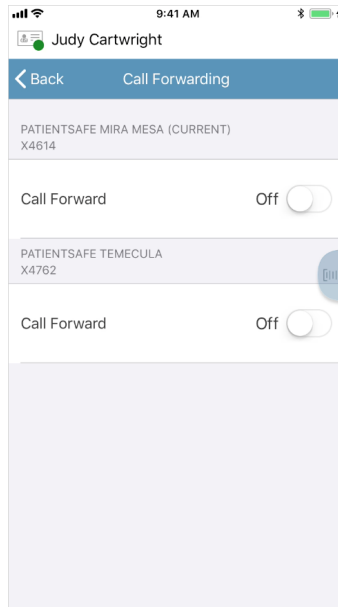 9:41 AM
Judy Cartwright
Back Call Forwarding
PATIENTSAFE MIRA MESA (CURRENT)
X4614
Call Forward Off
PATIENTSAFE TEMECULA
X4762
Call Forward Off